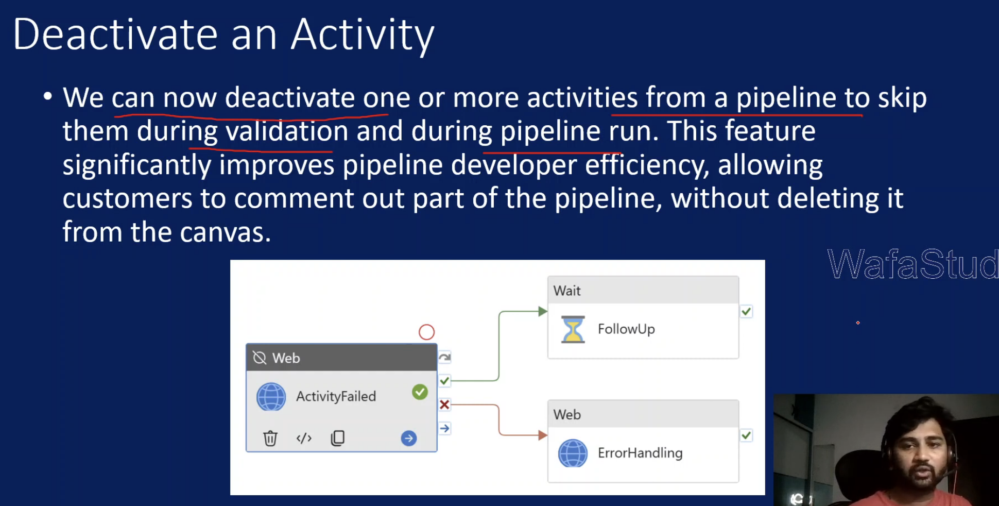 Deactivate an Activity
• We can now deactivate one or more activities from a pipeline to skip
them during validation and during pipeline run. This feature
significantly improves pipeline developer efficiency, allowing
customers to comment out part of the pipeline, without deleting it
from the canvas.
WafaStud
Wait
FollowUp
Web
ActivityFailed
</>
Web
ErrorHandling